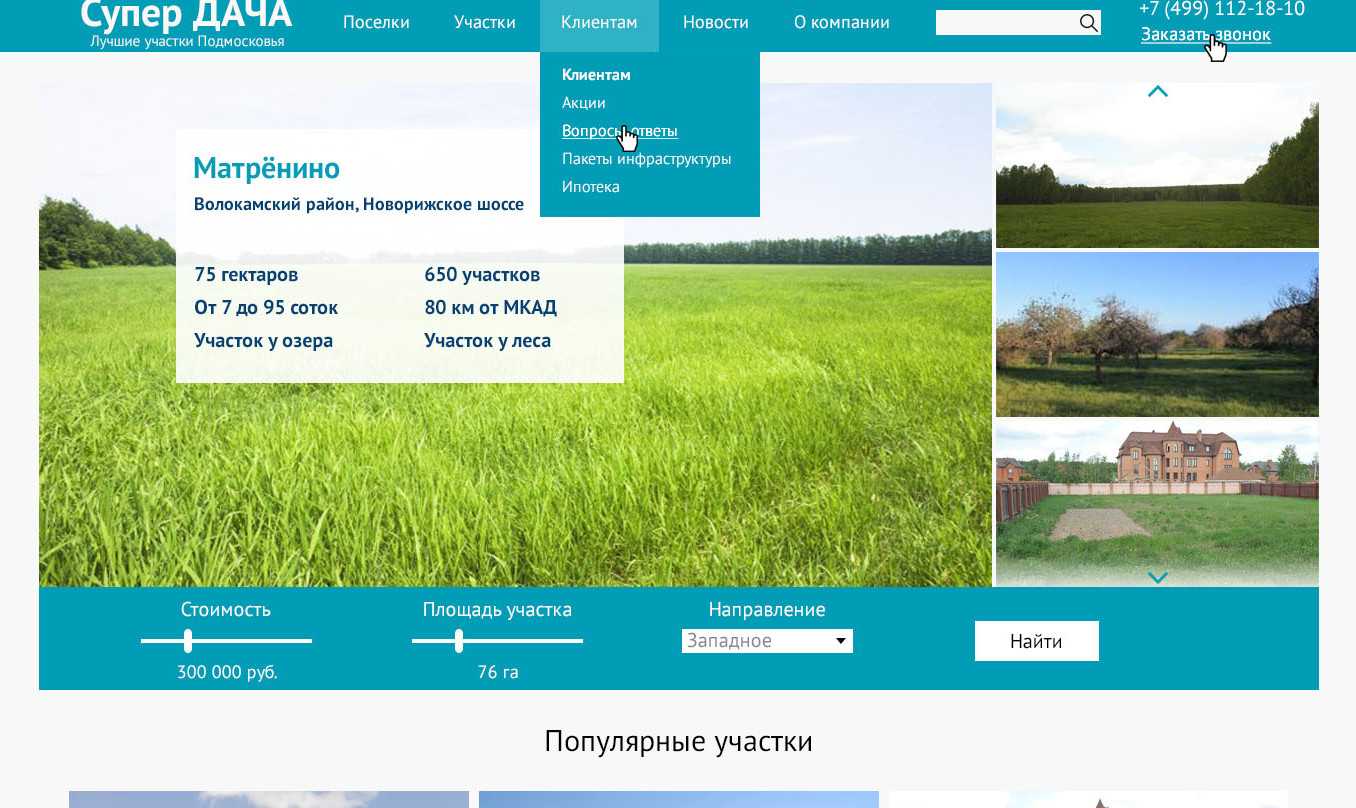 Супер ДАЧА
Лучшие участки Подмосковья
Поселки
Участки
Клиентам
Новости
О компании
+7 (499) 112-18-10
Заказать звонок
Клиентам
Акции
Вопросы ответы
Пакеты инфраструктуры
Ипотека
Матрёнино
Волокамский район, Новорижское шоссе
75 гектаров
650 участков
От 7 до 95 соток
80 км от МКАД
Участок у озера
Участок у леса
Стоимость
Площадь участка
Направление
Западное
Найти
300 000 руб.
76 га
Популярные участки